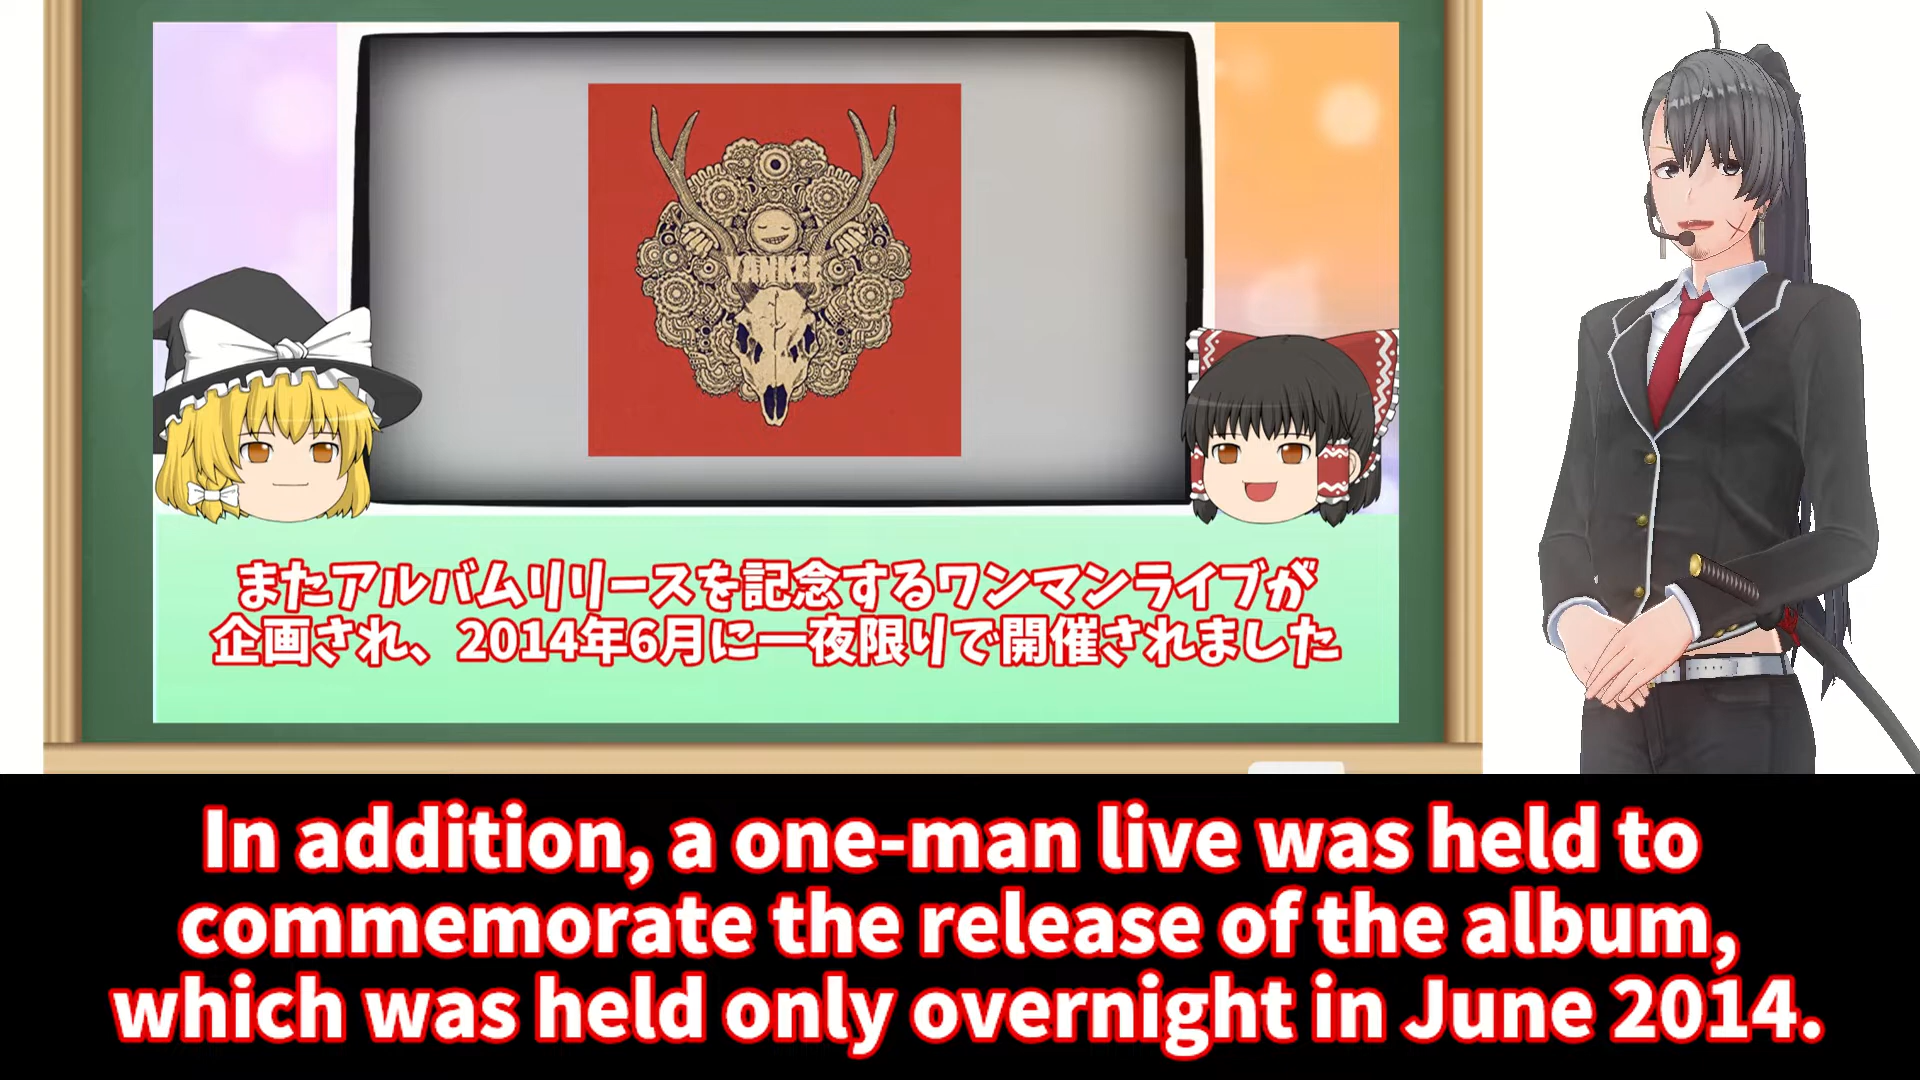 YANKEE
またアルバムリリースを記念するワンマンライブが
企画され、2014年6月に一夜限りで開催されました
In addition, a one-man live was held to
commemorate the release of the album,
which was held only overnight in June 2014.